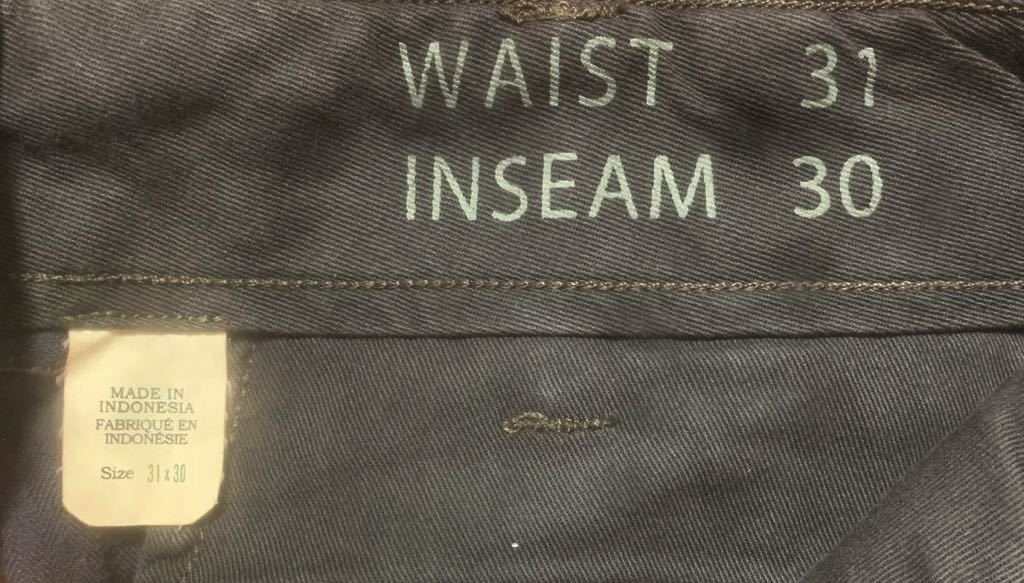 WAIST 31
INSEAM 30
MADE IN
INDONESIA
FABRIQUÉ EN
INDONÉSIE
Size 31 x 30